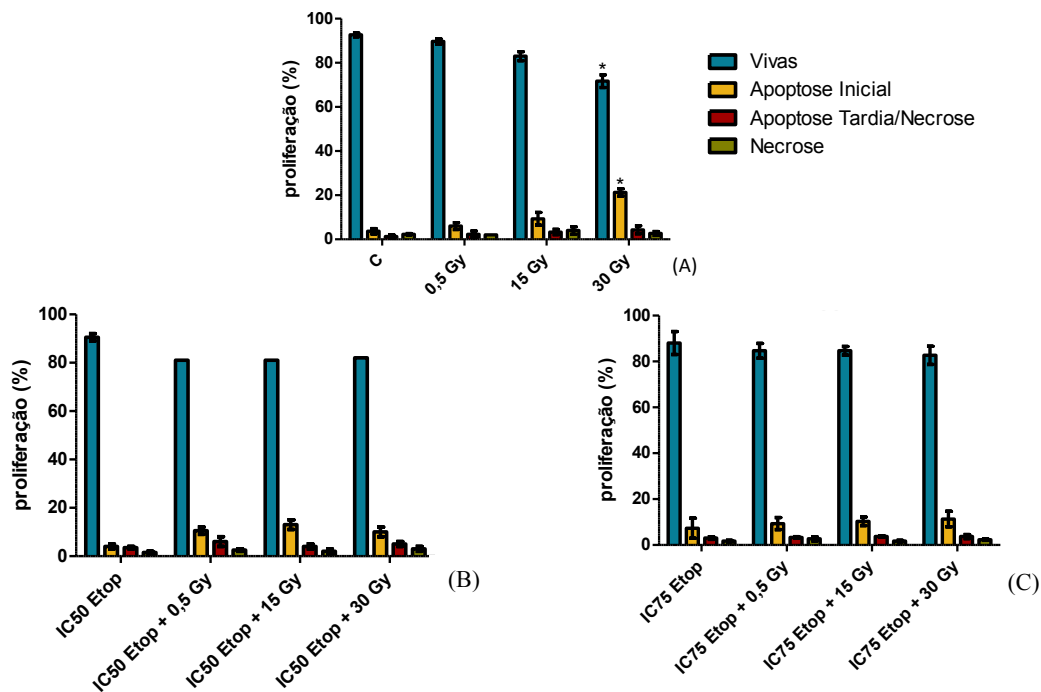 proliferação (%)
100
80
60
40
20
0
*
*
C
0,5 Gy
15 Gy
30 Gy
(A)
Vivas
Apoptose Inicial
Apoptose Tardia/Necrose
Necrose
proliferação (%)
100
80
60
40
20
0
IC50 Etop
IC50 Etop + 0,5 Gy
IC50 Etop + 15 Gy
IC50 Etop + 30 Gy
(B)
proliferação (%)
100
80
60
40
20
0
IC75 Etop
IC75 Etop + 0,5 Gy
IC75 Etop + 15 Gy
IC75 Etop + 30 Gy
(C)